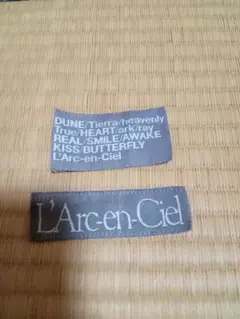 DUNE/Tierra/heavenly
True/HEART/ark/ray
REAL/SMILE/AWAKE
KISS/BUTTERFLY
L'Arc-en-Ciel
L'Arc-en-Ciel